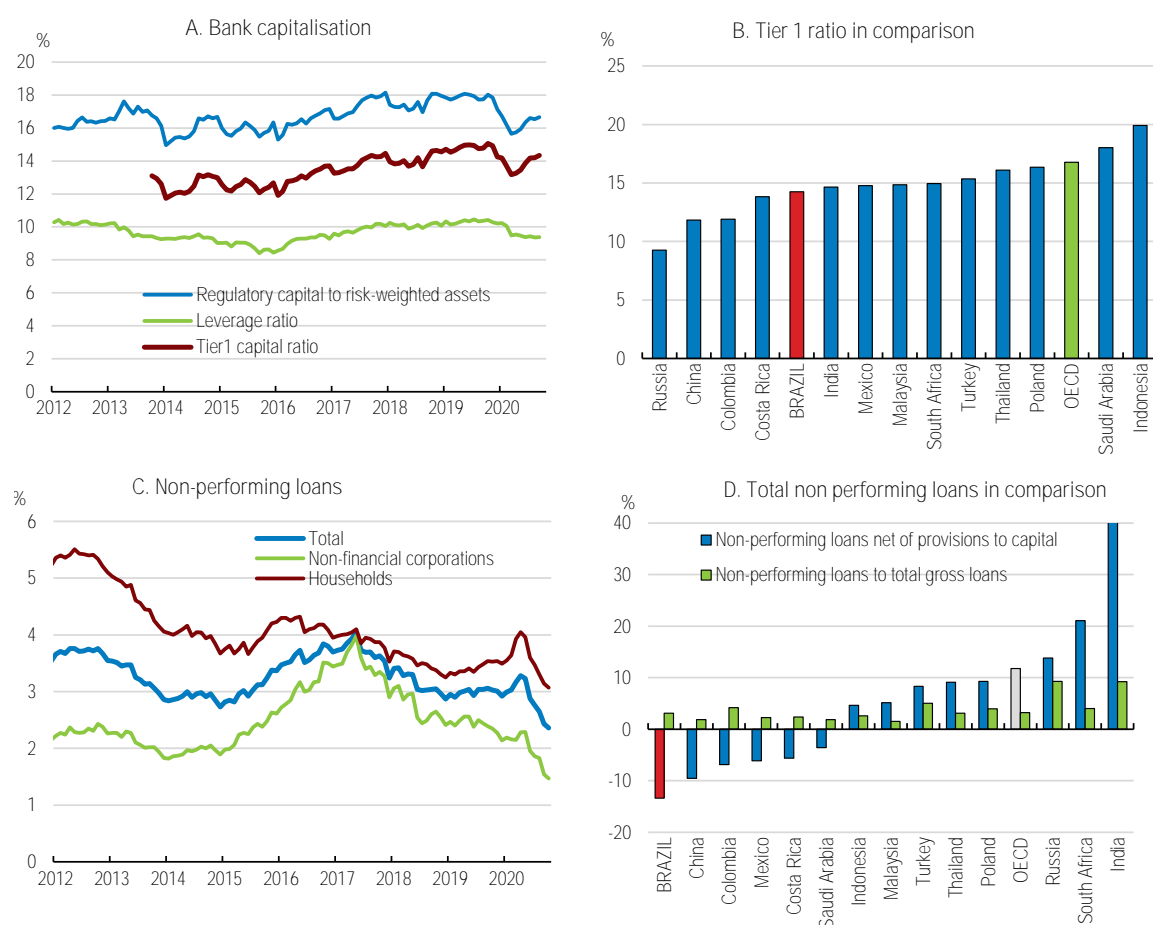 A. Bank capitalisation
%
20
18
16
14
12
10
8
6
4
2
0
Regulatory capital to risk-weighted assets
Leverage ratio
Tier1 capital ratio
2012 2013 2014 2015 2016 2017 2018 2019 2020
B. Tier 1 ratio in comparison
%
25
20
15
10
5
0
Russia
China
Colombia
Costa Rica
BRAZIL
India
Mexico
Malaysia
South Africa
Turkey
Thailand
Poland
OECD
Saudi Arabia
Indonesia
C. Non-performing loans
%
6
5
4
3
2
1
0
Total
Non-financial corporations
Households
2012 2013 2014 2015 2016 2017 2018 2019 2020
D. Total non performing loans in comparison
%
40
30
20
10
0
-10
-20
Non-performing loans net of provisions to capital
Non-performing loans to total gross loans
BRAZIL
China
Colombia
Mexico
Costa Rica
Saudi Arabia
Indonesia
Malaysia
Turkey
Thailand
Poland
OECD
Russia
South Africa
India